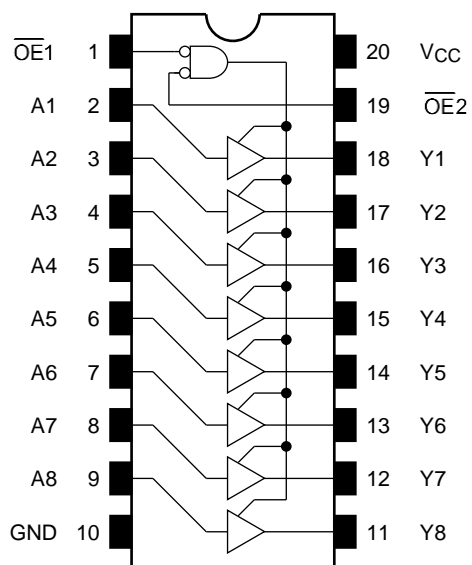 OE1 1 20 VCC
A1 2 19 OE2
A2 3 18 Y1
A3 4 17 Y2
A4 5 16 Y3
A5 6 15 Y4
A6 7 14 Y5
A7 8 13 Y6
A8 9 12 Y7
GND 10 11 Y8